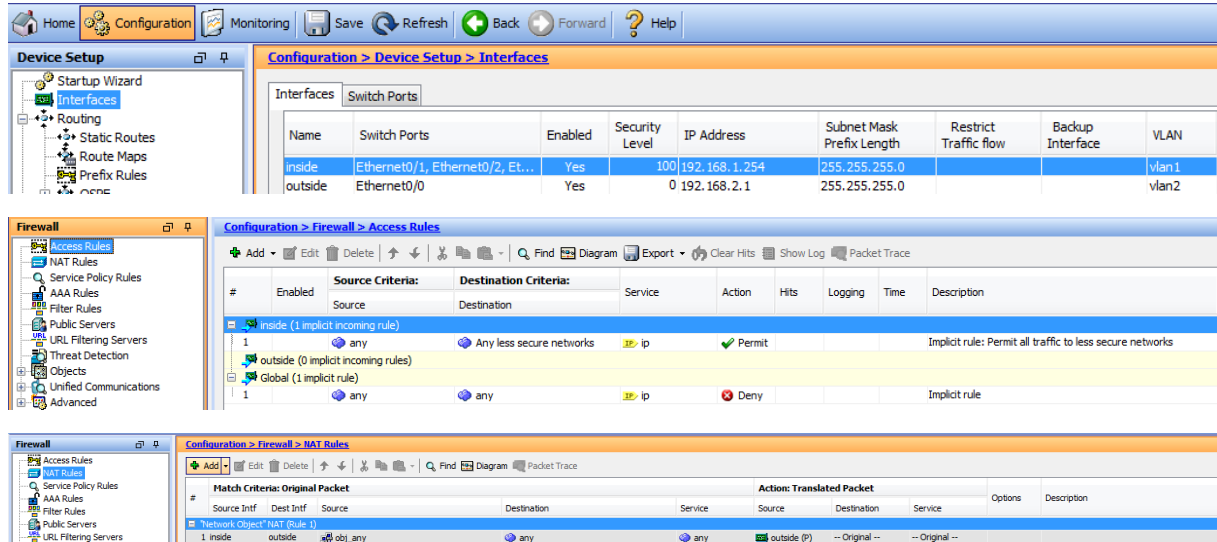 Home Configuration Monitoring Save Refresh Back Forward Help
Device Setup
Startup Wizard
Interfaces
Routing
Static Routes
Route Maps
Prefix Rules
OSPF
Configuration > Device Setup > Interfaces
Interfaces Switch Ports
Name Switch Ports Enabled Security Level IP Address Subnet Mask Prefix Length Restrict Traffic flow Backup Interface VLAN
inside Ethernet0/1, Ethernet0/2, Et... Yes 100 192.168.1.254 255.255.255.0 vlan1
outside Ethernet0/0 Yes 0 192.168.2.1 255.255.255.0 vlan2
Firewall
Access Rules
NAT Rules
Service Policy Rules
AAA Rules
Filter Rules
Public Servers
URL Filtering Servers
Threat Detection
Objects
Unified Communications
Advanced
Configuration > Firewall > Access Rules
Add Edit Delete Find Diagram Export Clear Hits Show Log Packet Trace
# Enabled Source Criteria: Destination Criteria: Service Action Hits Logging Time Description
Source Destination
inside (1 implicit incoming rule)
1 any Any less secure networks IP ip Permit Implicit rule: Permit all traffic to less secure networks
outside (0 implicit incoming rules)
Global (1 implicit rule)
1 any any IP ip Deny Implicit rule
Firewall
Access Rules
NAT Rules
Service Policy Rules
AAA Rules
Filter Rules
Public Servers
URL Filtering Servers
Configuration > Firewall > NAT Rules
Add Edit Delete Find Diagram Packet Trace
# Match Criteria: Original Packet Action: Translated Packet Options Description
Source Intf Dest Intf Source Destination Service Source Destination Service
"Network Object" NAT (Rule 1)
1 inside outside obj_any any any outside (P) -- Original -- -- Original --